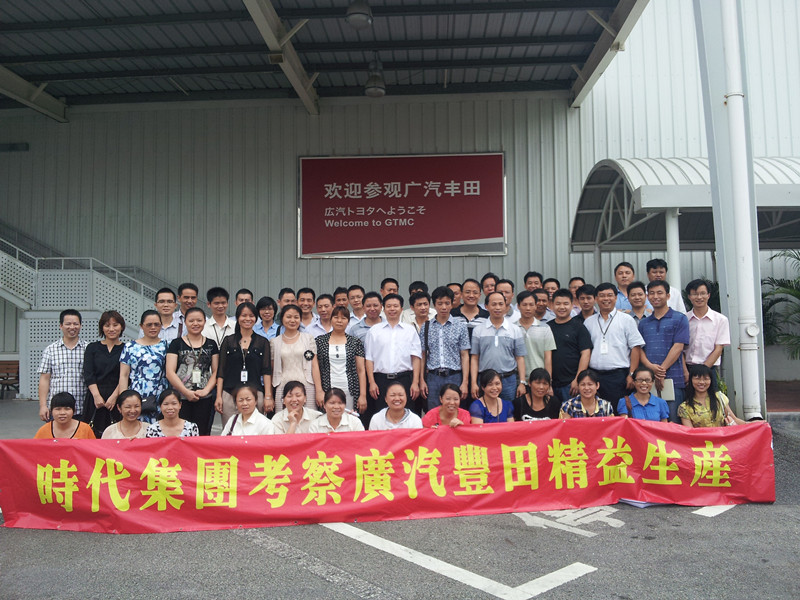 欢迎参观广汽丰田
広汽トヨタへようこそ
Welcome to GTMC
時代集團考察廣汽豐田精益生産